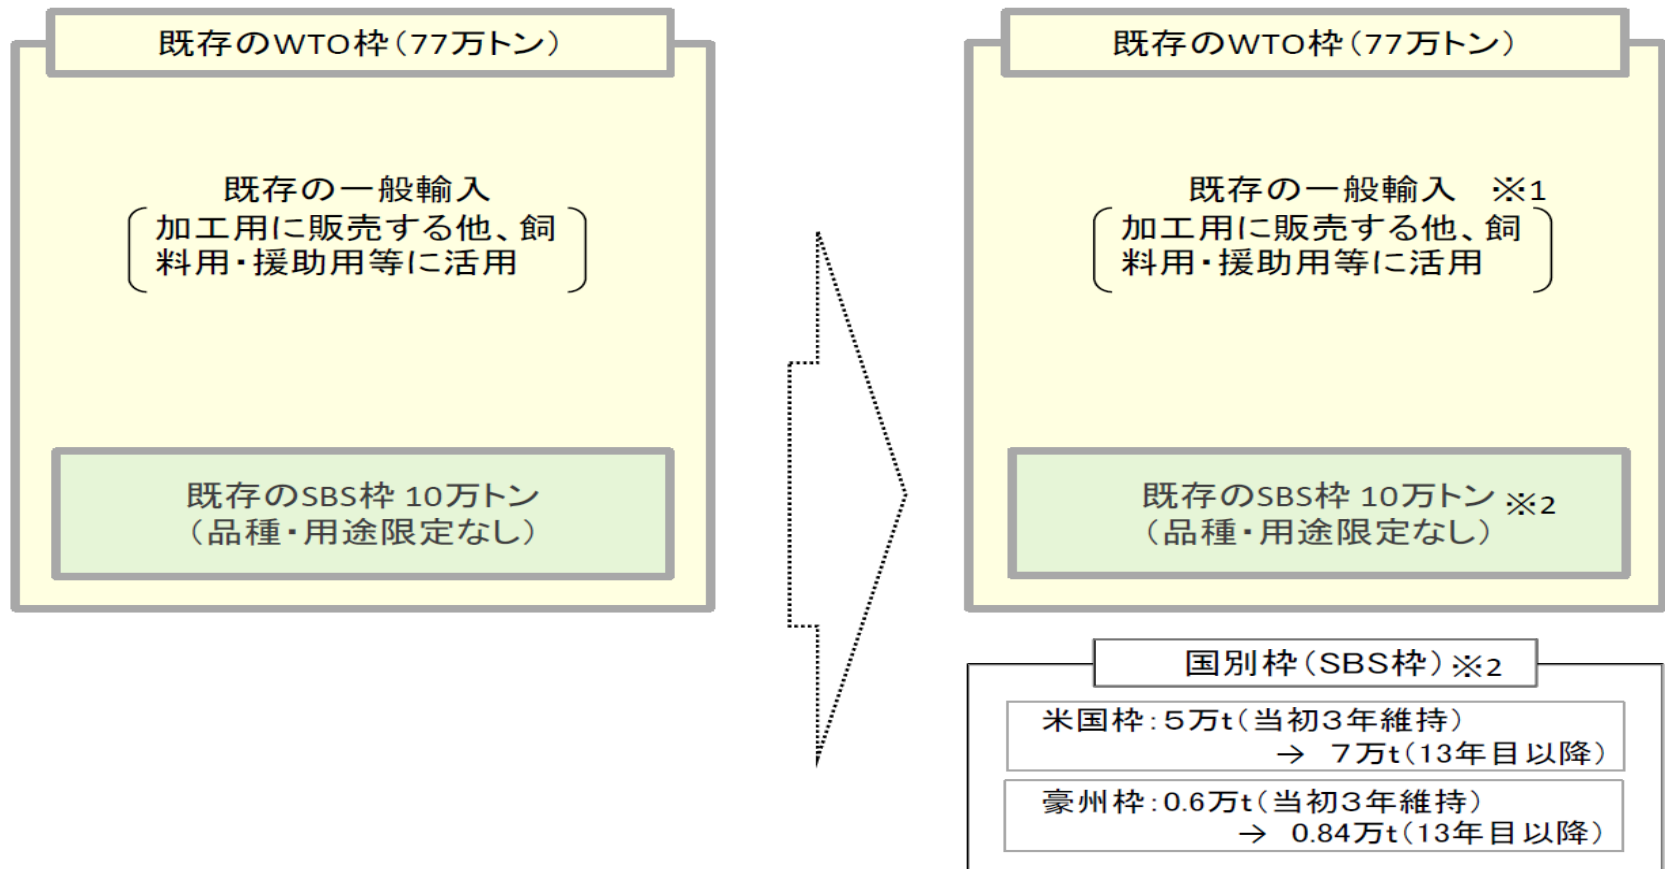 既存のWTO枠(77万トン)
既存の一般輸入
加工用に販売する他、飼
料用・援助用等に活用
既存のSBS枠 10万トン
(品種・用途限定なし)
既存のWTO枠(77万トン)
既存の一般輸入 ※1
加工用に販売する他、飼
料用・援助用等に活用
既存のSBS枠 10万トン ※2
(品種・用途限定なし)
国別枠(SBS枠)※2
米国枠:5万t(当初3年維持)
→ 7万t(13年目以降)
豪州枠:0.6万t(当初3年維持)
→ 0.84万t(13年目以降)